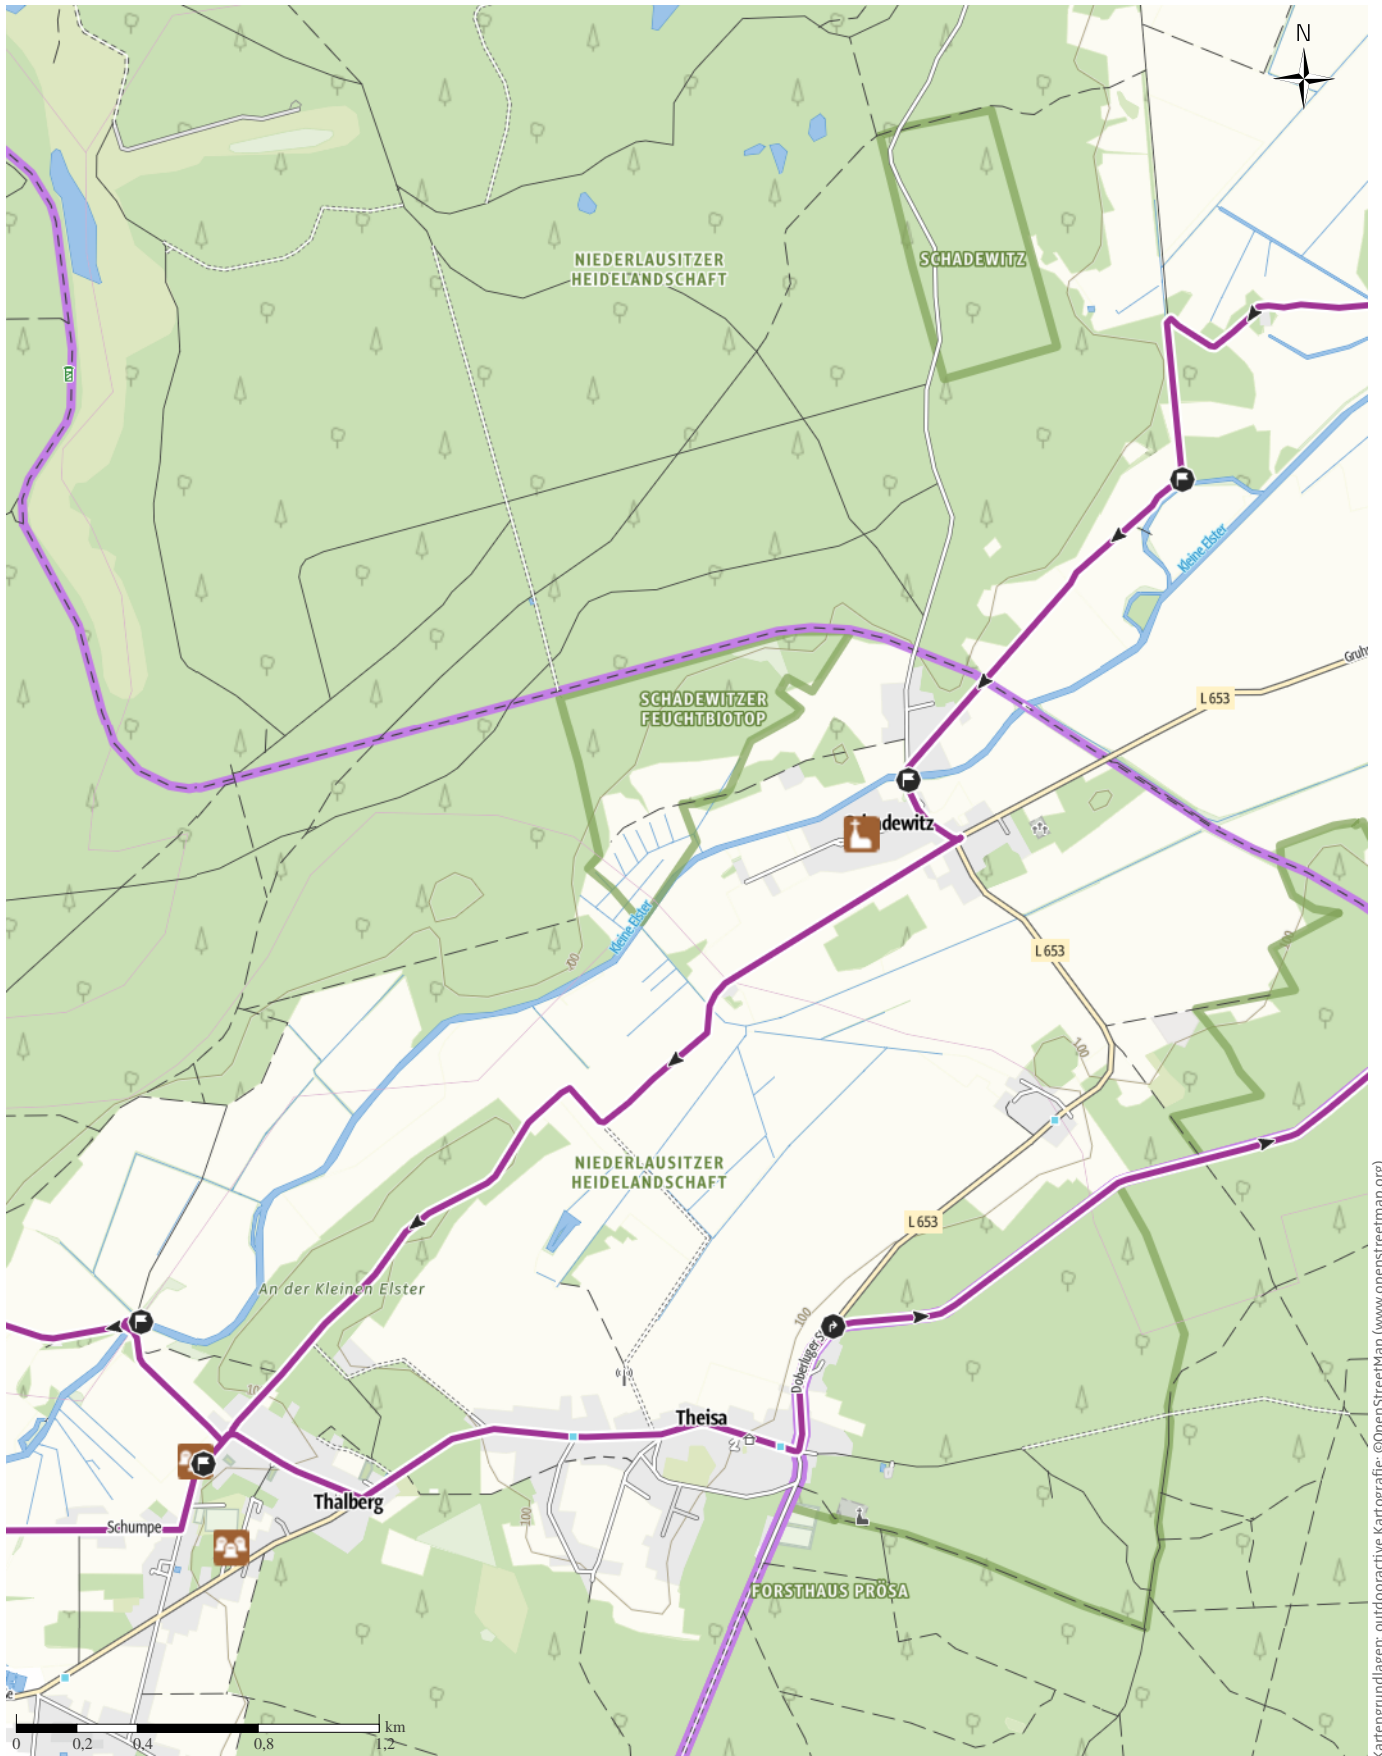 N
NIEDERLAUSITZER
HEIDELANDSCHAFT
SCHADEWITZ
Kleine Elster
L 653
SCHADEWITZER
FEUCHTBIOTOP
Kleine Elster
L 653
100
100
NIEDERLAUSITZER
HEIDELANDSCHAFT
L 653
An der Kleinen Elster
100
Doberluger S
Theisa
Thalberg
100
Schumpe
FORSTHAUS PRÖSA
km
0 0,2 0,4 0,8 1,2
Kartengrundlagen: outdooractive Kartografie; ©OpenStreetMap (www.openstreetmap.org)